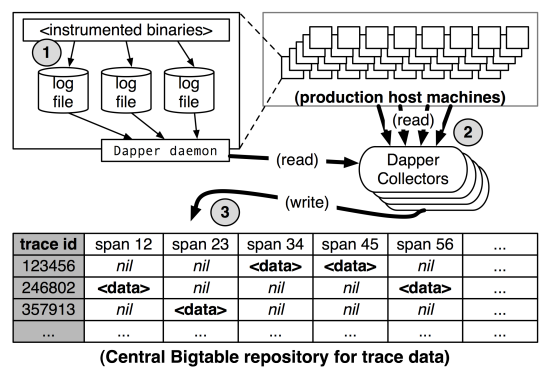 <instrumented binaries>
1
log file
log file
log file
Dapper daemon
(production host machines)
(read)
2
(read)
Dapper Collectors
3
(write)
trace id span 12 span 23 span 34 span 45 span 56 ...
123456 nil nil <data> <data> nil ...
246802 <data> nil nil nil <data> ...
357913 nil <data> nil nil nil ...
... ... ... ... ... ... ...
(Central Bigtable repository for trace data)